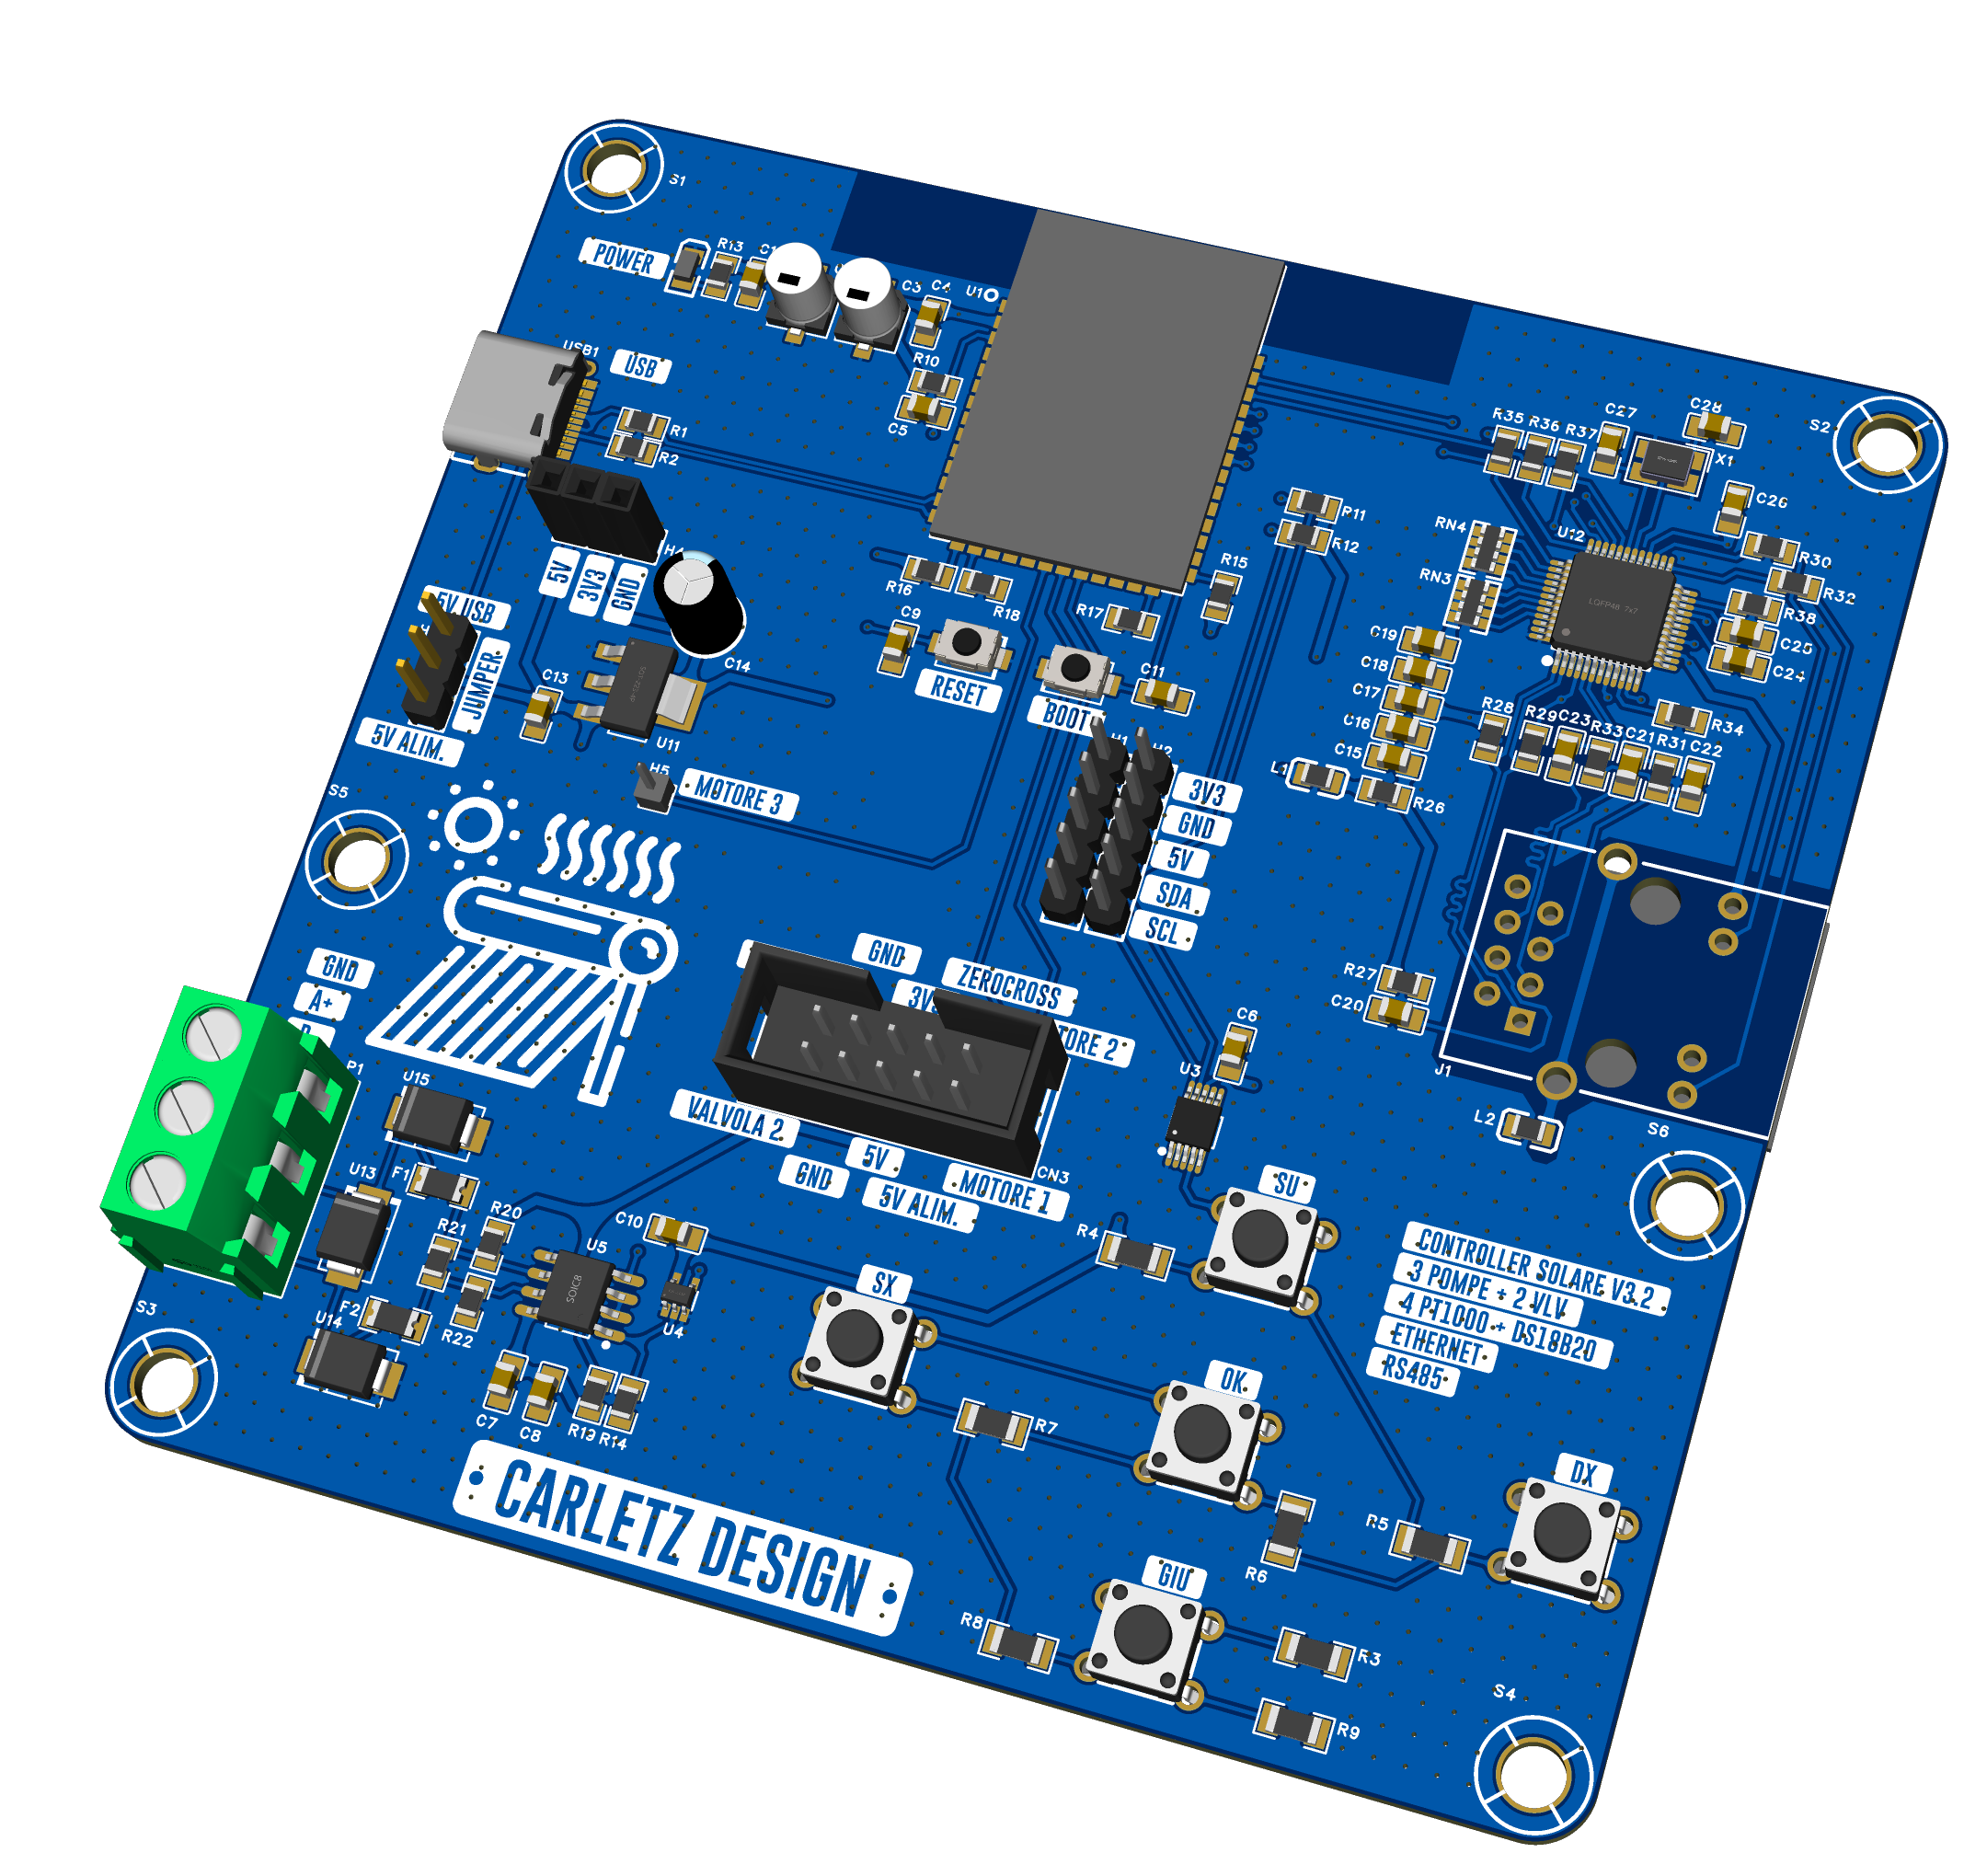 S1
POWER
R13
C3
C4
U1
USB1
USB
R10
C5
R1
R2
S2
R35
R36
R37
C27
C28
X1
C26
R11
R12
RN4
U12
R30
RN3
R32
R38
C25
C24
5V
3V3
GND
R16
R18
R15
R17
5V USB
JUMPER
5V ALIM.
C13
C14
U11
C9
RESET
BOOT
C11
C19
C18
C17
C16
C15
R28
R29
C23
R33
C21
R31
C22
R34
LQFP48 7x7
H5
MOTORE 3
H1
H2
3V3
GND
5V
SDA
SCL
L1
R26
S5
GND
A+
P1
GND
ZEROCROSS
VALVOLA 2
GND
5V
5V ALIM.
MOTORE 1
CN3
R27
C20
C6
U3
J1
L2
S6
U15
U13
F1
R20
R21
R22
F2
U14
U5
SOIC8
C10
U4
S3
C7
C8
R14
SX
SU
R4
OK
R7
DX
R5
R6
GIU
R8
R3
R9
S4
CONTROLLER SOLARE V3.2
3 POMPE + 2 VLV
4 PT1000 + DS18B20
ETHERNET
RS485
CARLETZ DESIGN